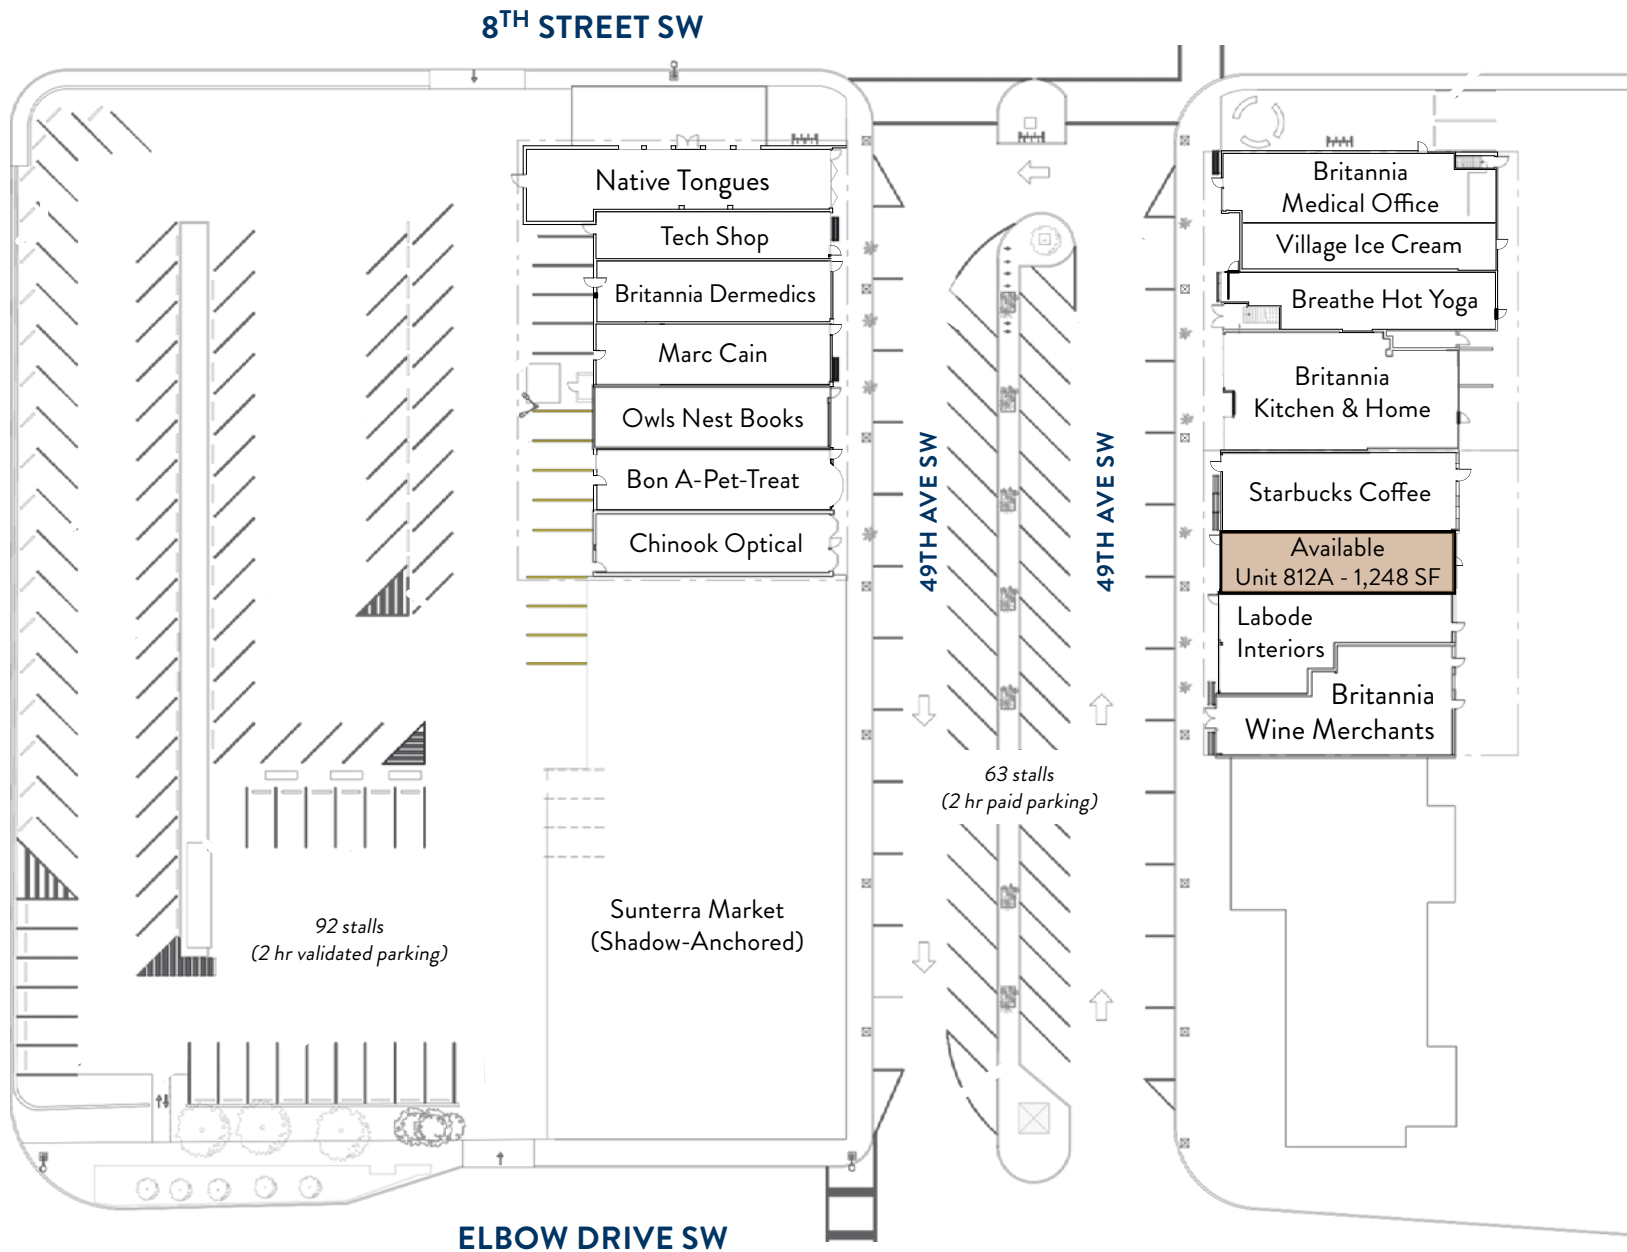 8TH STREET SW
Native Tongues
Tech Shop
Britannia Dermedics
Marc Cain
Owls Nest Books
Bon A-Pet-Treat
Chinook Optical
Sunterra Market
(Shadow-Anchored)
92 stalls
(2 hr validated parking)
49TH AVE SW
49TH AVE SW
63 stalls
(2 hr paid parking)
Britannia
Medical Office
Village Ice Cream
Breathe Hot Yoga
Britannia
Kitchen & Home
Starbucks Coffee
Available
Unit 812A - 1,248 SF
Labode
Interiors
Britannia
Wine Merchants
ELBOW DRIVE SW